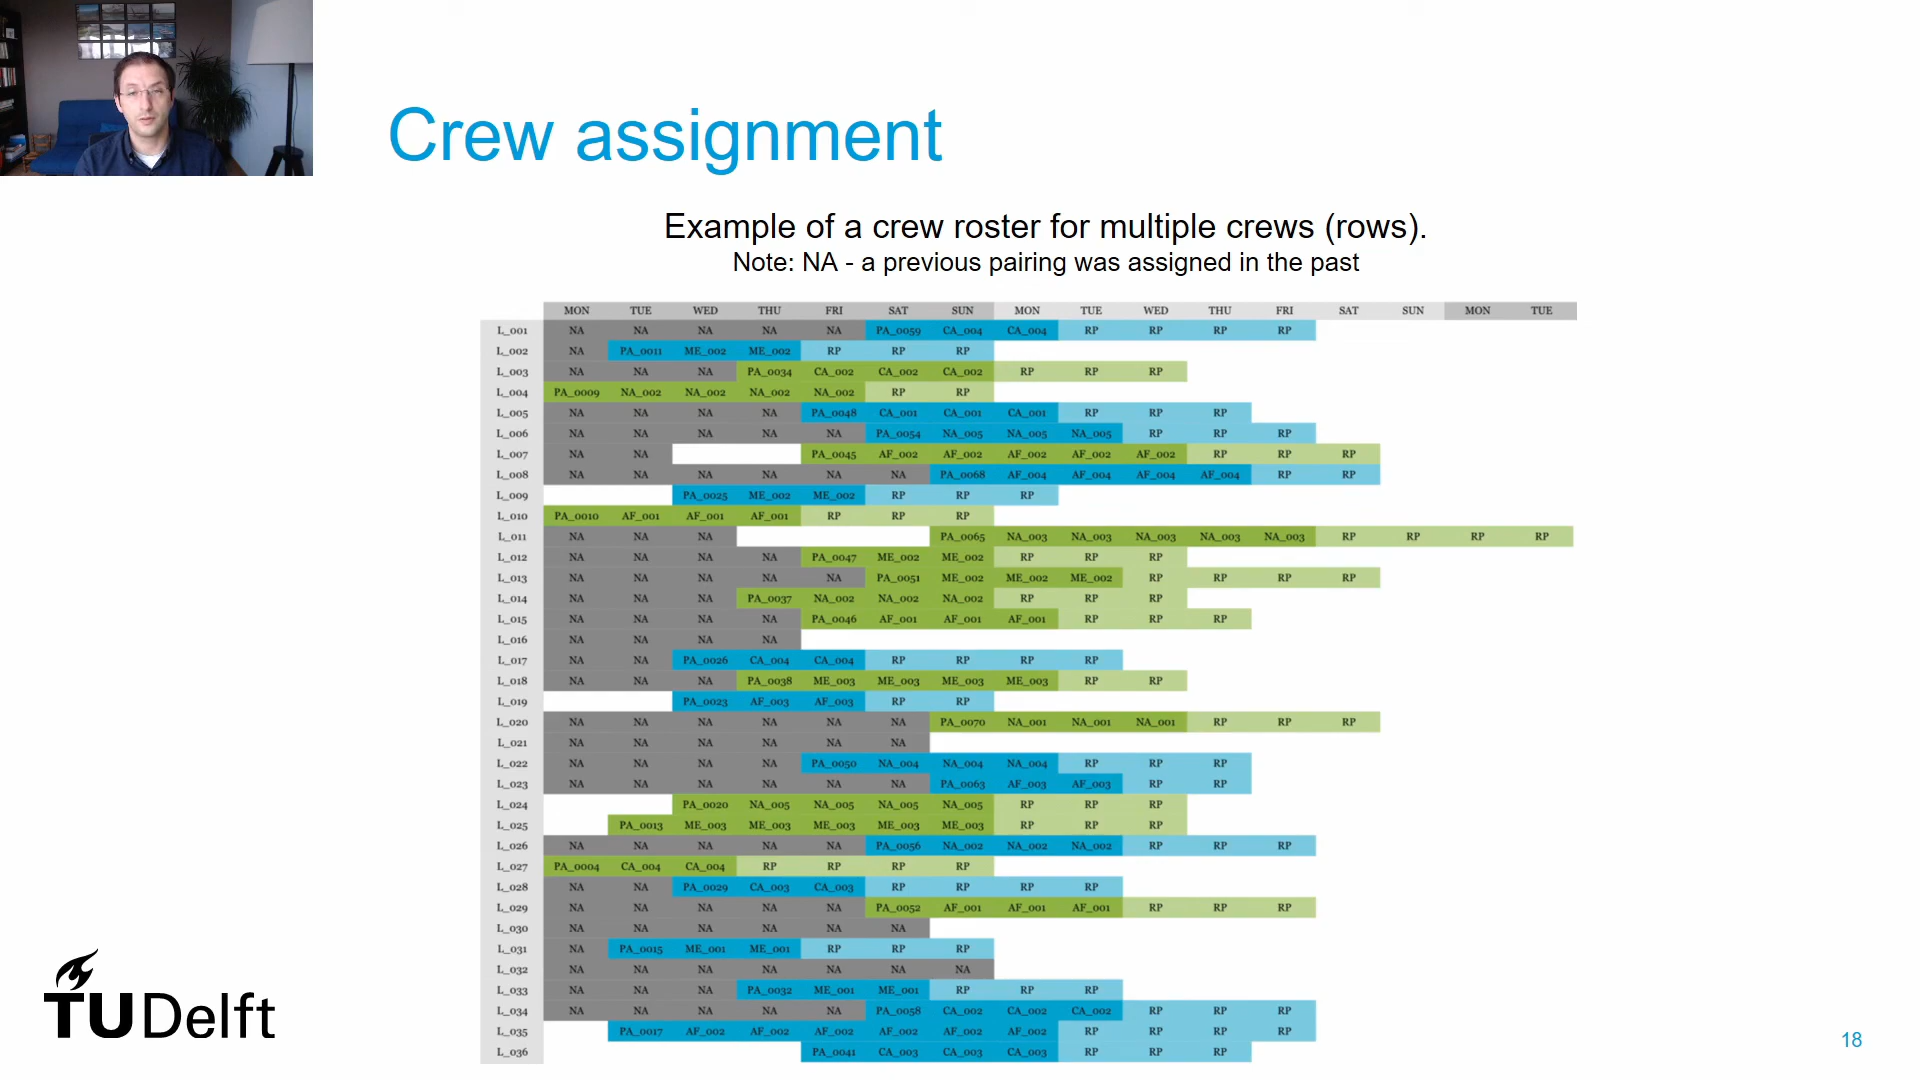 Crew assignment
Example of a crew roster for multiple crews (rows).
Note: NA - a previous pairing was assigned in the past
MON TUE WED THU FRI SAT SUN MON TUE WED THU FRI SAT SUN MON TUE
L_001 NA NA NA NA NA PA_0059 CA_004 CA_004 RP RP RP RP
L_002 NA PA_0011 ME_002 ME_002 RP RP RP
L_003 NA NA NA PA_0034 CA_002 CA_002 CA_002 RP RP RP
L_004 PA_0009 NA_002 NA_002 NA_002 NA_002 RP RP
L_005 NA NA NA NA PA_0048 CA_001 CA_001 CA_001 RP RP RP
L_006 NA NA NA NA NA PA_0054 NA_005 NA_005 NA_005 RP RP RP
L_007 NA NA PA_0045 AF_002 AF_002 AF_002 AF_002 AF_002 RP RP RP
L_008 NA NA NA NA NA NA PA_0068 AF_004 AF_004 AF_004 AF_004 RP RP
L_009 PA_0025 ME_002 ME_002 RP RP RP
L_010 PA_0010 AF_001 AF_001 AF_001 RP RP RP
L_011 NA NA NA PA_0065 NA_003 NA_003 NA_003 NA_003 NA_003 RP RP RP RP
L_012 NA NA NA NA PA_0047 ME_002 ME_002 RP RP RP
L_013 NA NA NA NA NA PA_0051 ME_002 ME_002 ME_002 RP RP RP RP
L_014 NA NA NA PA_0037 NA_002 NA_002 NA_002 RP RP RP
L_015 NA NA NA NA PA_0046 AF_001 AF_001 AF_001 RP RP RP
L_016 NA NA NA NA
L_017 NA NA PA_0026 CA_004 CA_004 RP RP RP RP
L_018 NA NA NA PA_0038 ME_003 ME_003 ME_003 ME_003 RP RP
L_019 PA_0023 AF_003 AF_003 RP RP
L_020 NA NA NA NA NA NA PA_0070 NA_001 NA_001 NA_001 RP RP RP
L_021 NA NA NA NA NA NA
L_022 NA NA NA NA PA_0050 NA_004 NA_004 NA_004 RP RP RP
L_023 NA NA NA NA NA NA PA_0063 AF_003 AF_003 RP RP
L_024 PA_0020 NA_005 NA_005 NA_005 NA_005 RP RP RP
L_025 PA_0013 ME_003 ME_003 ME_003 ME_003 ME_003 RP RP RP
L_026 NA NA NA NA NA PA_0056 NA_002 NA_002 NA_002 RP RP RP
L_027 PA_0004 CA_004 CA_004 RP RP RP RP
L_028 NA NA PA_0029 CA_003 CA_003 RP RP RP RP
L_029 NA NA NA NA NA PA_0052 AF_001 AF_001 AF_001 RP RP RP
L_030 NA NA NA NA NA NA
L_031 NA PA_0015 ME_001 ME_001 RP RP RP
L_032 NA NA NA NA NA NA NA
L_033 NA NA NA PA_0032 ME_001 ME_001 RP RP RP
L_034 NA NA NA NA NA PA_0058 CA_002 CA_002 CA_002 RP RP RP
L_035 PA_0017 AF_002 AF_002 AF_002 AF_002 AF_002 AF_002 RP RP RP RP
L_036 PA_0041 CA_003 CA_003 CA_003 RP RP RP
TU Delft
18